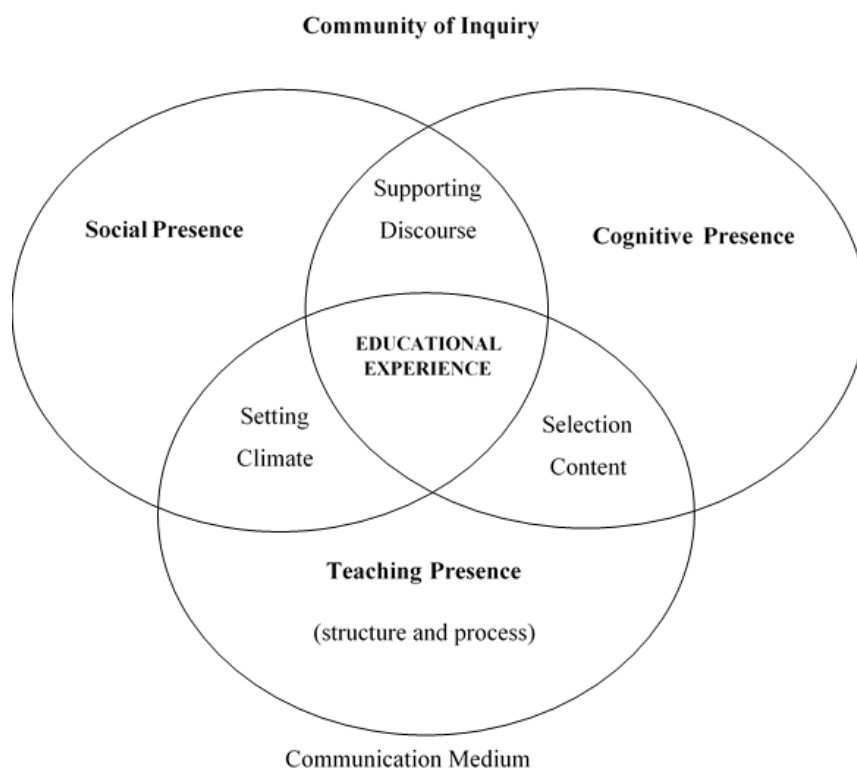 Community of Inquiry
Supporting
Discourse
Social Presence
Cognitive Presence
EDUCATIONAL
EXPERIENCE
Setting
Climate
Selection
Content
Teaching Presence
(structure and process)
Communication Medium